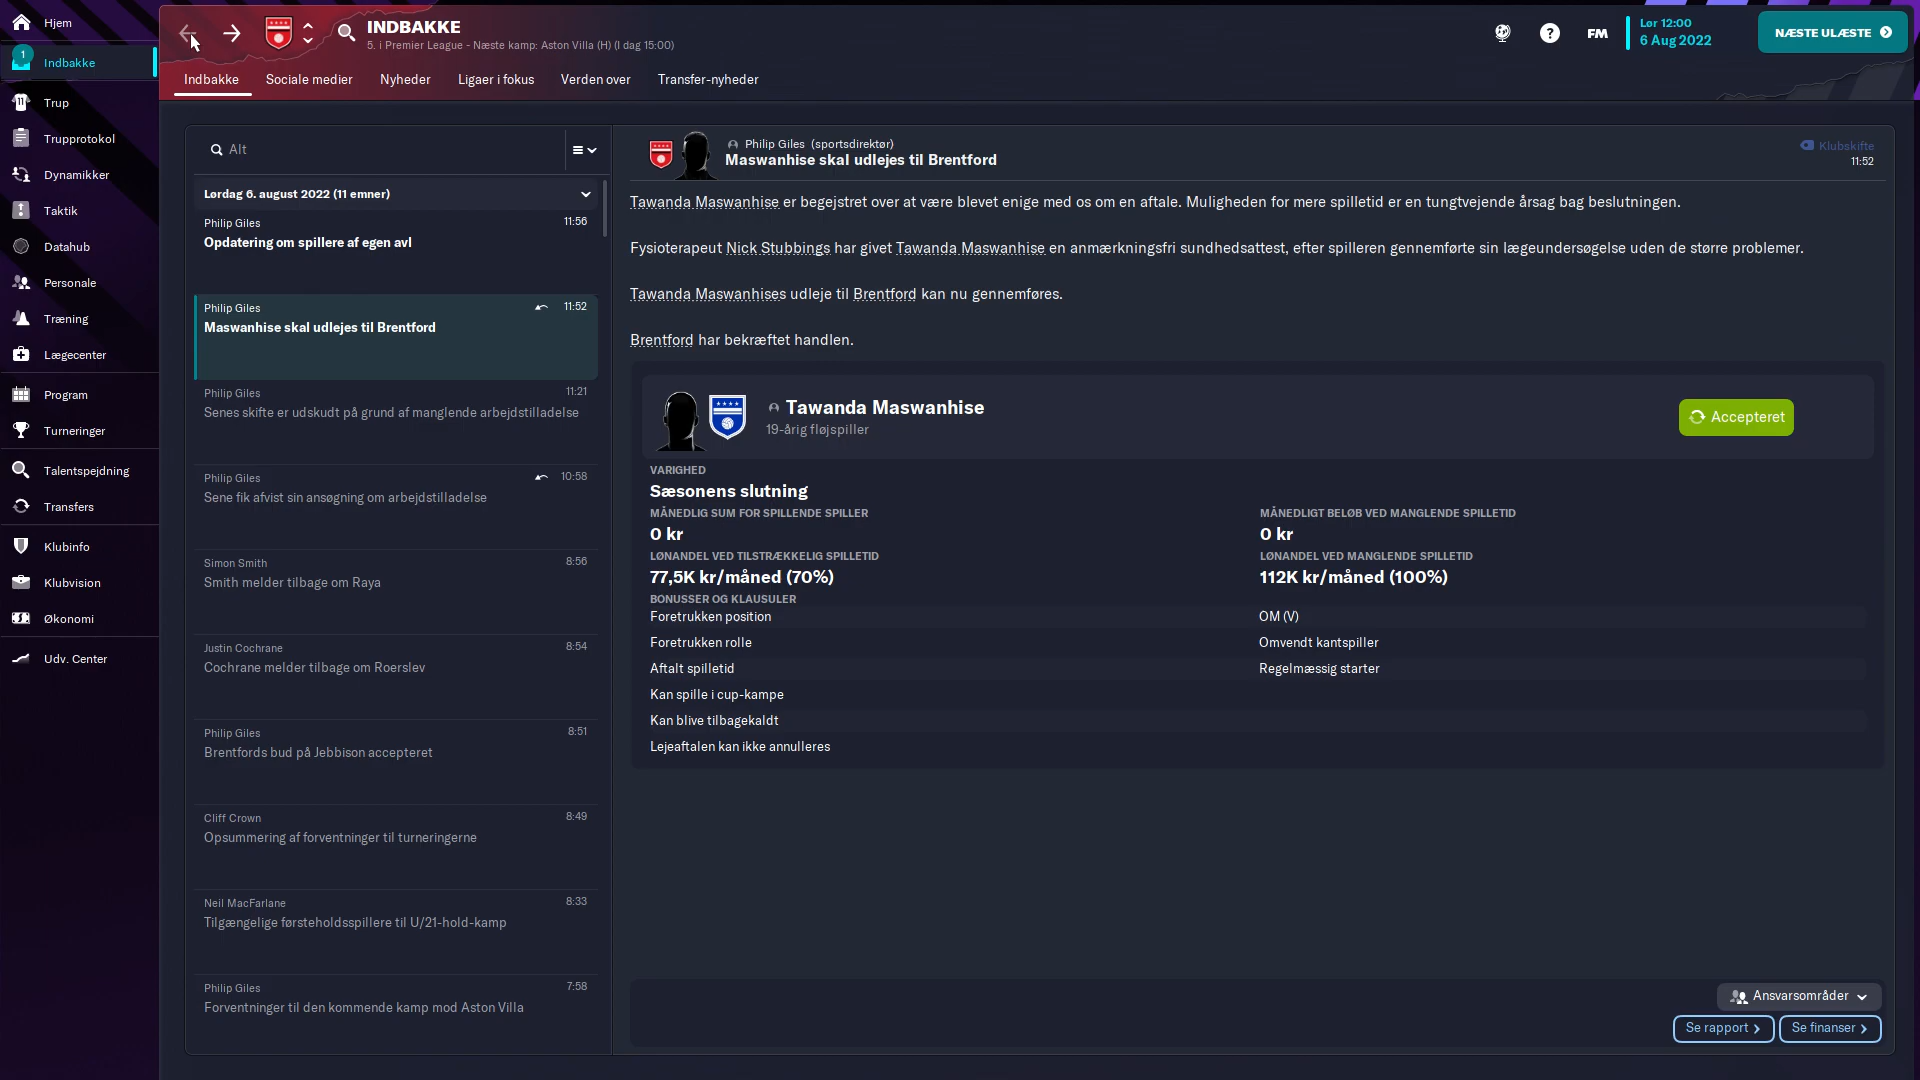 Hjem
1
Indbakke
Trup
Trupprotokol
Dynamikker
Taktik
Datahub
Personale
Træning
Lægecenter
Program
Turneringer
Talentspejdning
Transfers
Klubinfo
Klubvision
Økonomi
Udv. Center
INDBAKKE
5. i Premier League - Næste kamp: Aston Villa (H) (I dag 15:00)
FM
Lør 12:00
6 Aug 2022
NÆSTE ULÆSTE
Indbakke Sociale medier Nyheder Ligaer i fokus Verden over Transfer-nyheder
Alt
Lørdag 6. august 2022 (11 emner)
Philip Giles 11:56
Opdatering om spillere af egen avl
Philip Giles 11:52
Maswanhise skal udlejes til Brentford
Philip Giles 11:21
Senes skifte er udskudt på grund af manglende arbejdstilladelse
Philip Giles 10:58
Sene fik afvist sin ansøgning om arbejdstilladelse
Simon Smith 8:56
Smith melder tilbage om Raya
Justin Cochrane 8:54
Cochrane melder tilbage om Roerslev
Philip Giles 8:51
Brentfords bud på Jebbison accepteret
Cliff Crown 8:49
Opsummering af forventninger til turneringerne
Neil MacFarlane 8:33
Tilgængelige førsteholdsspillere til U/21-hold-kamp
Philip Giles 7:58
Forventninger til den kommende kamp mod Aston Villa
Philip Giles (sportsdirektør)
Maswanhise skal udlejes til Brentford
Klubskifte
11:52
Tawanda Maswanhise er begejstret over at være blevet enige med os om en aftale. Muligheden for mere spilletid er en tungtvejende årsag bag beslutningen.
Fysioterapeut Nick Stubbings har givet Tawanda Maswanhise en anmærkningsfri sundhedsattest, efter spilleren gennemførte sin lægeundersøgelse uden de større problemer.
Tawanda Maswanhises udleje til Brentford kan nu gennemføres.
Brentford har bekræftet handlen.
Tawanda Maswanhise
19-årig fløjspiller
Accepteret
VARIGHED
Sæsonens slutning
MÅNEDLIG SUM FOR SPILLENDE SPILLER MÅNEDLIGT BELØB VED MANGLENDE SPILLETID
0 kr 0 kr
LØNANDEL VED TILSTRÆKKELIG SPILLETID LØNANDEL VED MANGLENDE SPILLETID
77,5K kr/måned (70%) 112K kr/måned (100%)
BONUSSER OG KLAUSULER
Foretrukken position OM (V)
Foretrukken rolle Omvendt kantspiller
Aftalt spilletid Regelmæssig starter
Kan spille i cup-kampe
Kan blive tilbagekaldt
Lejeaftalen kan ikke annulleres
Ansvarsområder
Se rapport Se finanser